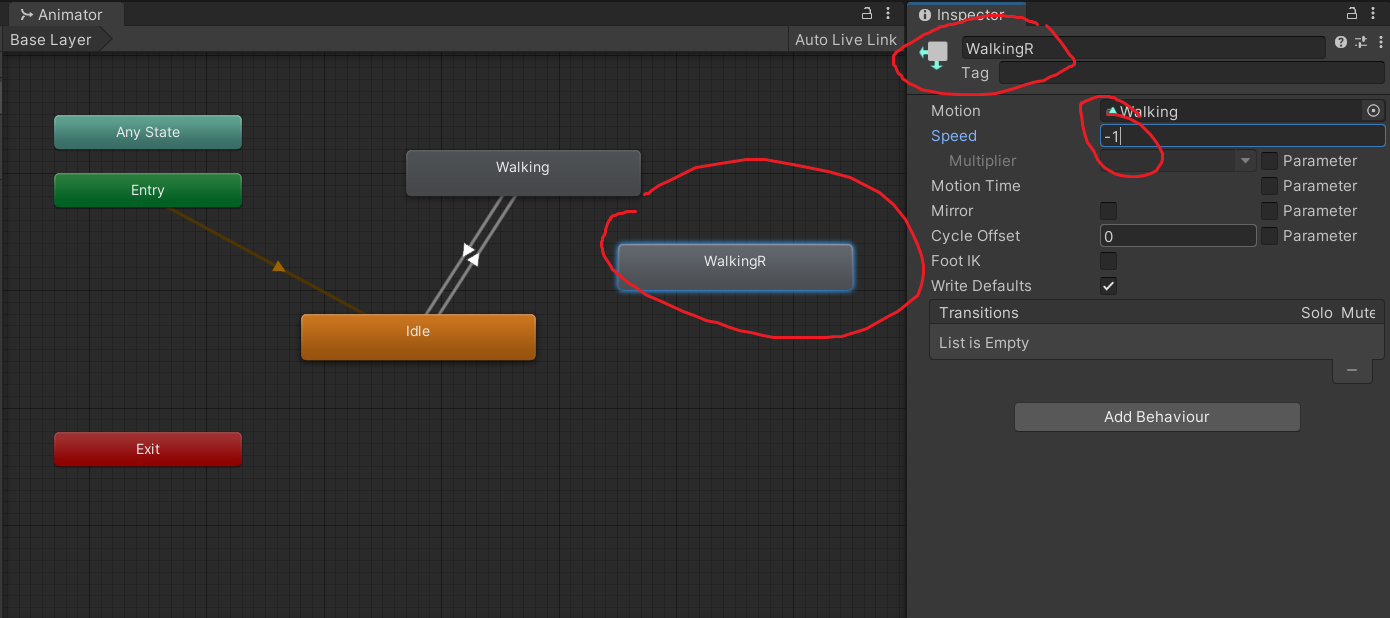 Animator
Base Layer
Auto Live Link
Any State
Entry
Walking
WalkingR
Idle
Exit
Inspector
WalkingR
Tag
Motion
Walking
Speed
-1
Multiplier
Parameter
Motion Time
Parameter
Mirror
Parameter
Cycle Offset
0
Parameter
Foot IK
Write Defaults
Transitions
Solo Mute
List is Empty
Add Behaviour